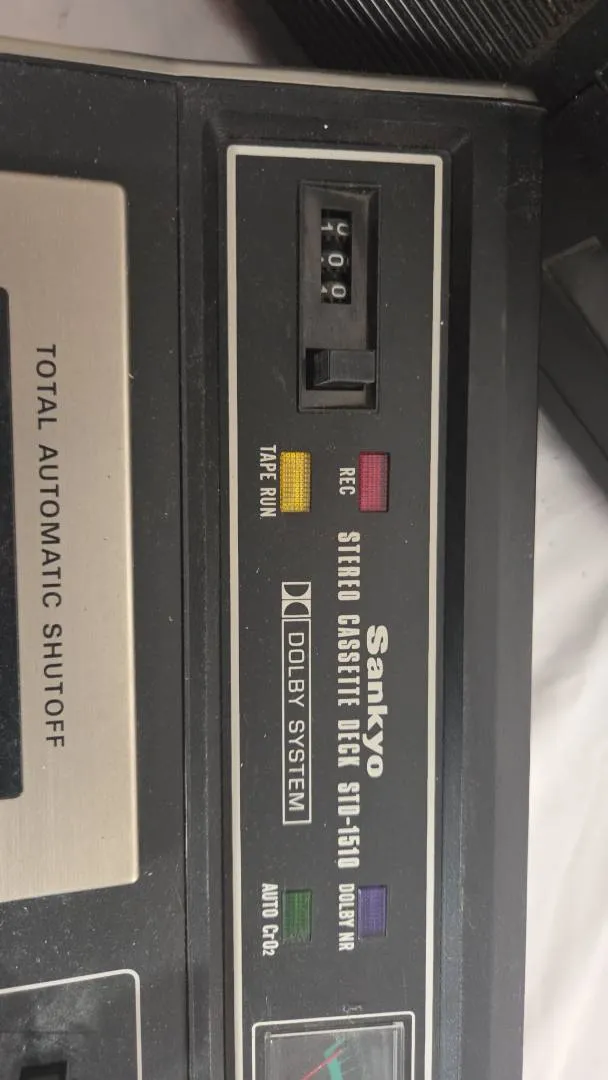 REC
TAPE RUN
Sankyo
STEREO CASSETTE DECK STD-1510
DOLBY SYSTEM
DOLBY NR
AUTO CrO2
TOTAL AUTOMATIC SHUTOFF